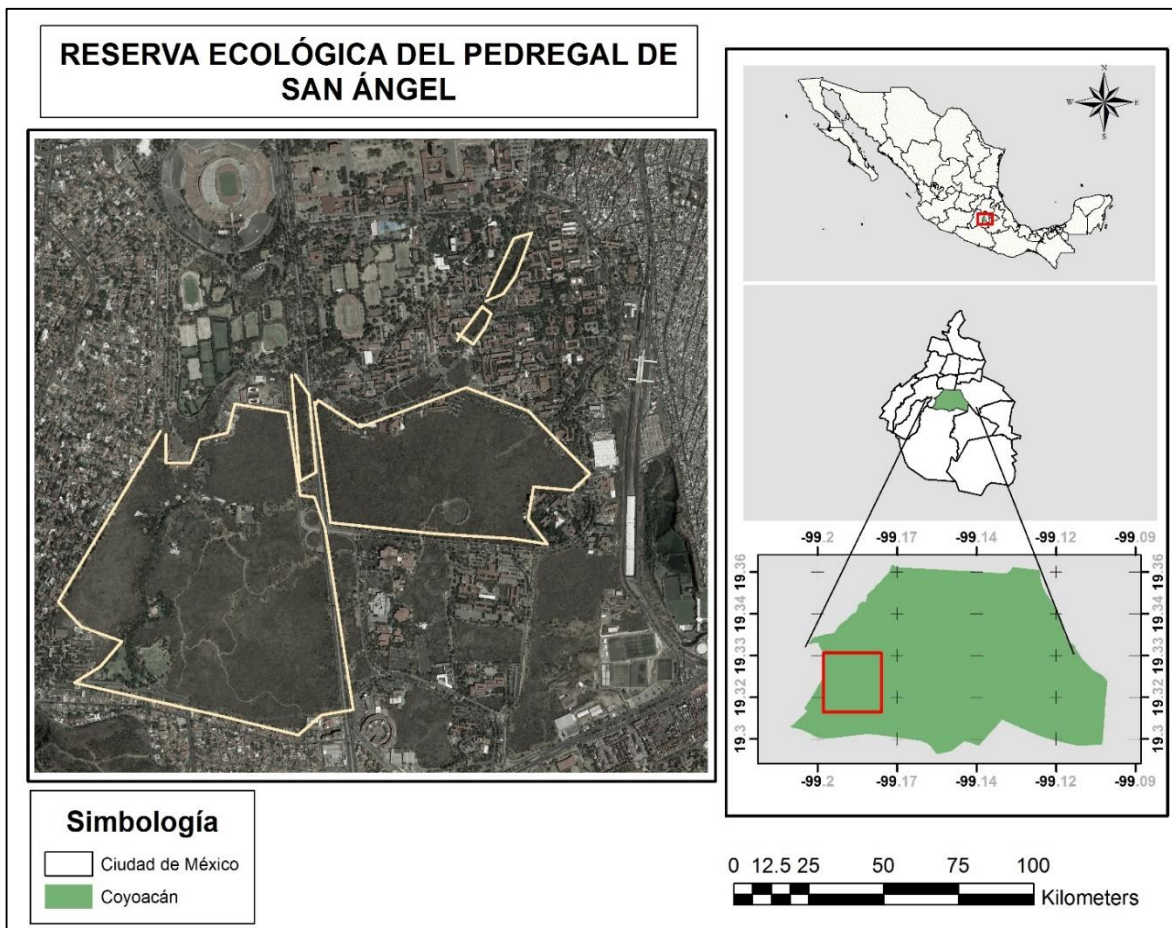 RESERVA ECOLÓGICA DEL PEDREGAL DE
SAN ÁNGEL
N
W
E
S
-99.2 -99.17 -99.14 -99.12 -99.09
19.36
19.34
19.33
19.32
19.3
19.36
19.34
19.33
19.32
19.3
-99.2 -99.17 -99.14 -99.12 -99.09
Simbología
Ciudad de México
Coyoacán
0 12.5 25 50 75 100
Kilometers